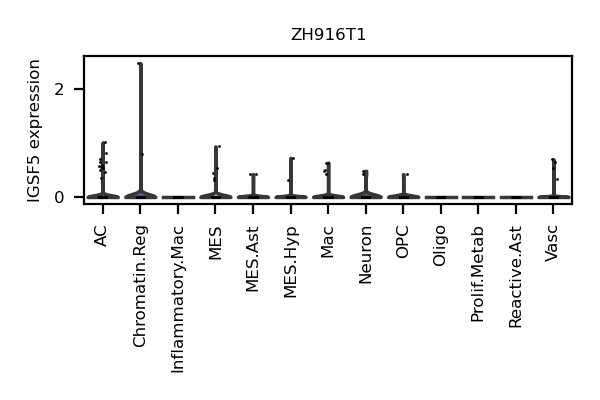 ZH916T1
IGSF5 expression
2
0
AC
Chromatin.Reg
Inflammatory.Mac
MES
MES.Ast
MES.Hyp
Mac
Neuron
OPC
Oligo
Prolif.Metab
Reactive.Ast
Vasc